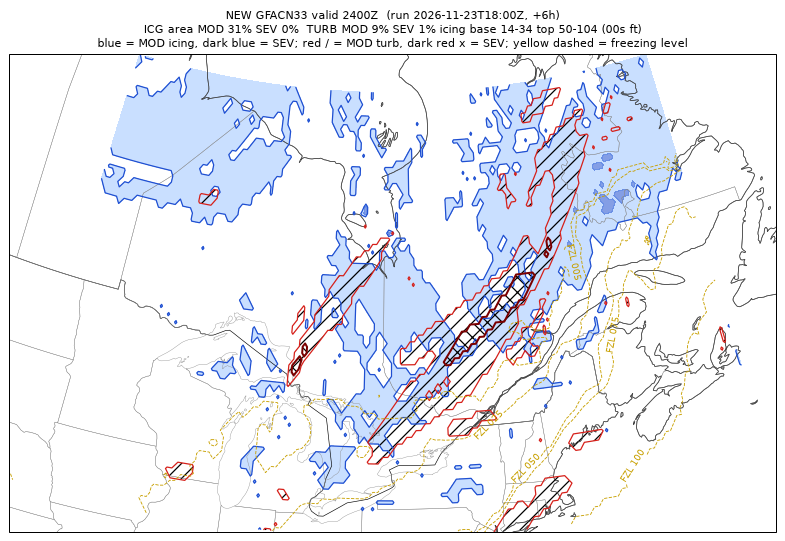 NEW GFACN33 valid 2400Z  (run 2026-11-23T18:00Z, +6h)
ICG area MOD 31% SEV 0%  TURB MOD 9% SEV 1% icing base 14-34 top 50-104 (00s ft)
blue = MOD icing, dark blue = SEV; red / = MOD turb, dark red x = SEV; yellow dashed = freezing level
FZL 050
FZL 100